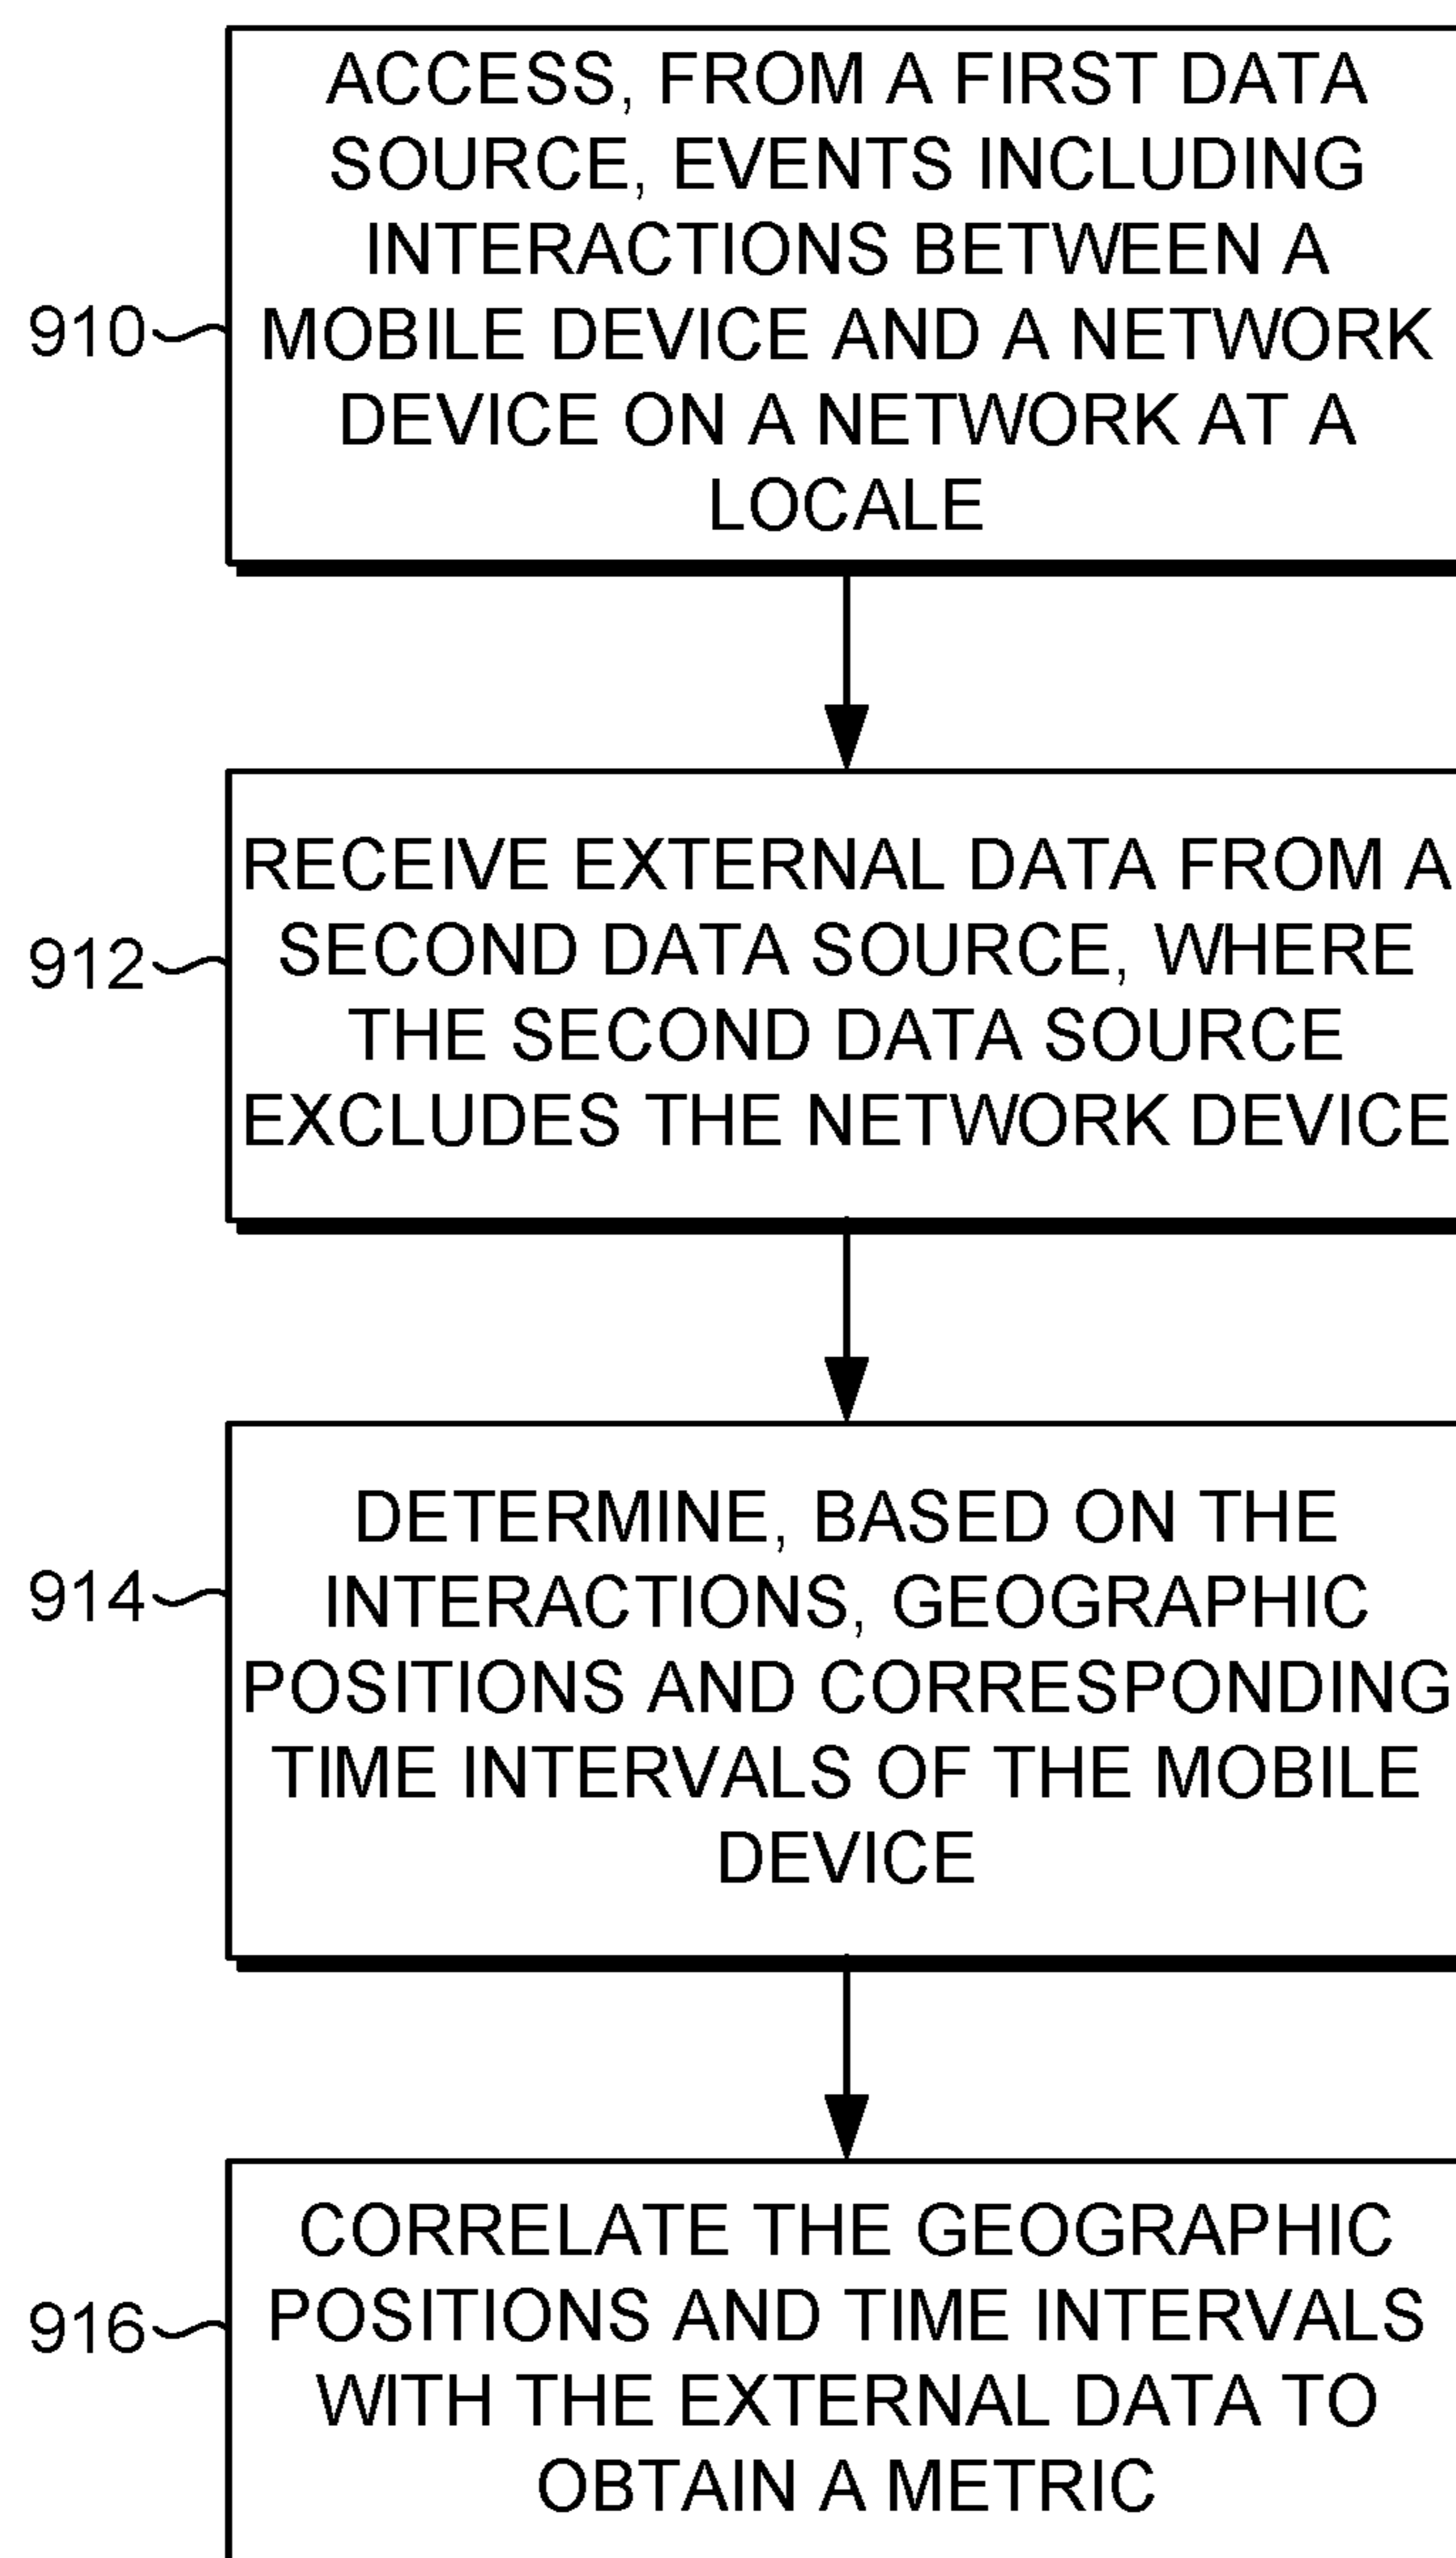 ACCESS, FROM A FIRST DATA
SOURCE, EVENTS INCLUDING
INTERACTIONS BETWEEN A
910
MOBILE DEVICE AND A NETWORK
DEVICE ON A NETWORK AT A
LOCALE
RECEIVE EXTERNAL DATA FROM A
912
SECOND DATA SOURCE, WHERE
THE SECOND DATA SOURCE
EXCLUDES THE NETWORK DEVICE
DETERMINE, BASED ON THE
914
INTERACTIONS, GEOGRAPHIC
POSITIONS AND CORRESPONDING
TIME INTERVALS OF THE MOBILE
DEVICE
CORRELATE THE GEOGRAPHIC
916
POSITIONS AND TIME INTERVALS
WITH THE EXTERNAL DATA TO
OBTAIN A METRIC